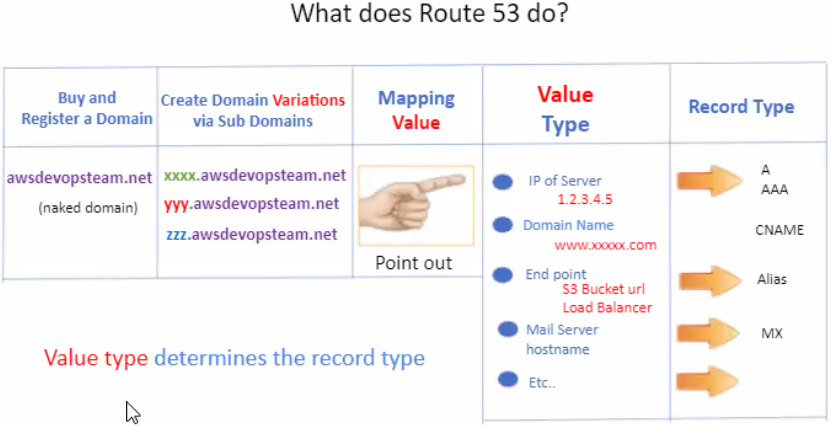 What does Route 53 do?
Buy and
Register a Domain
Create Domain Variations
via Sub Domains
Mapping
Value
Value
Type
Record Type
awsdevopsteam.net
(naked domain)
xxxx.awsdevopsteam.net
yyy.awsdevopsteam.net
zzz.awsdevopsteam.net
Point out
IP of Server
1.2.3.4.5
Domain Name
www.xxxxx.com
End point
S3 Bucket url
Load Balancer
Mail Server
hostname
Etc..
A
AAA
CNAME
Alias
MX
Value type determines the record type